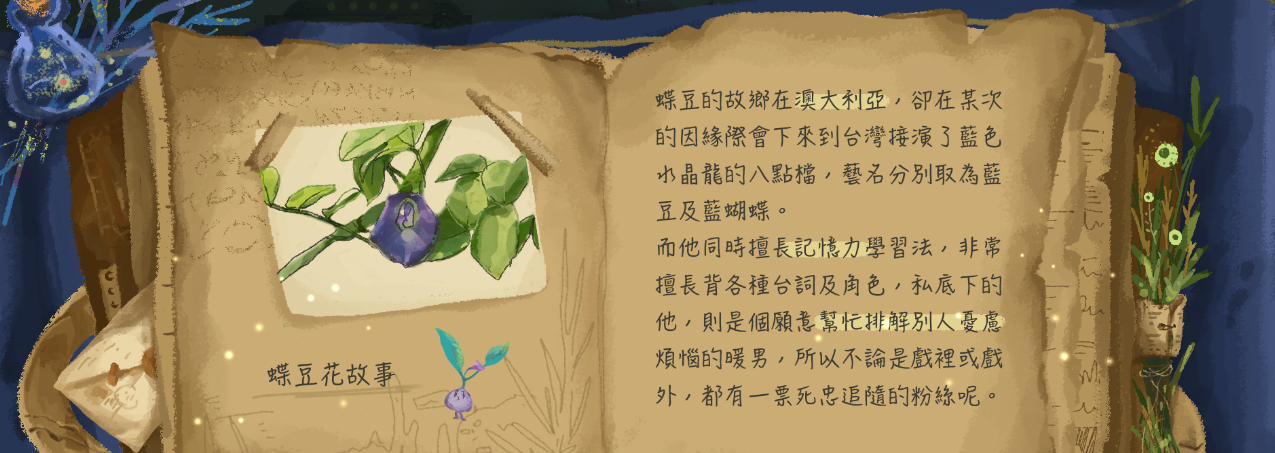 蝶豆花故事
蝶豆的故鄉在澳大利亞，卻在某次
的因緣際會下來到台灣接演了藍色
水晶龍的八點檔，藝名分別取為藍
豆及藍蝴蝶。
而他同時擅長記憶力學習法，非常
擅長背各種台詞及角色，私底下的
他，則是個願意幫忙排解別人憂慮
煩惱的暖男，所以不論是戲裡或戲
外，都有一票死忠追隨的粉絲呢。